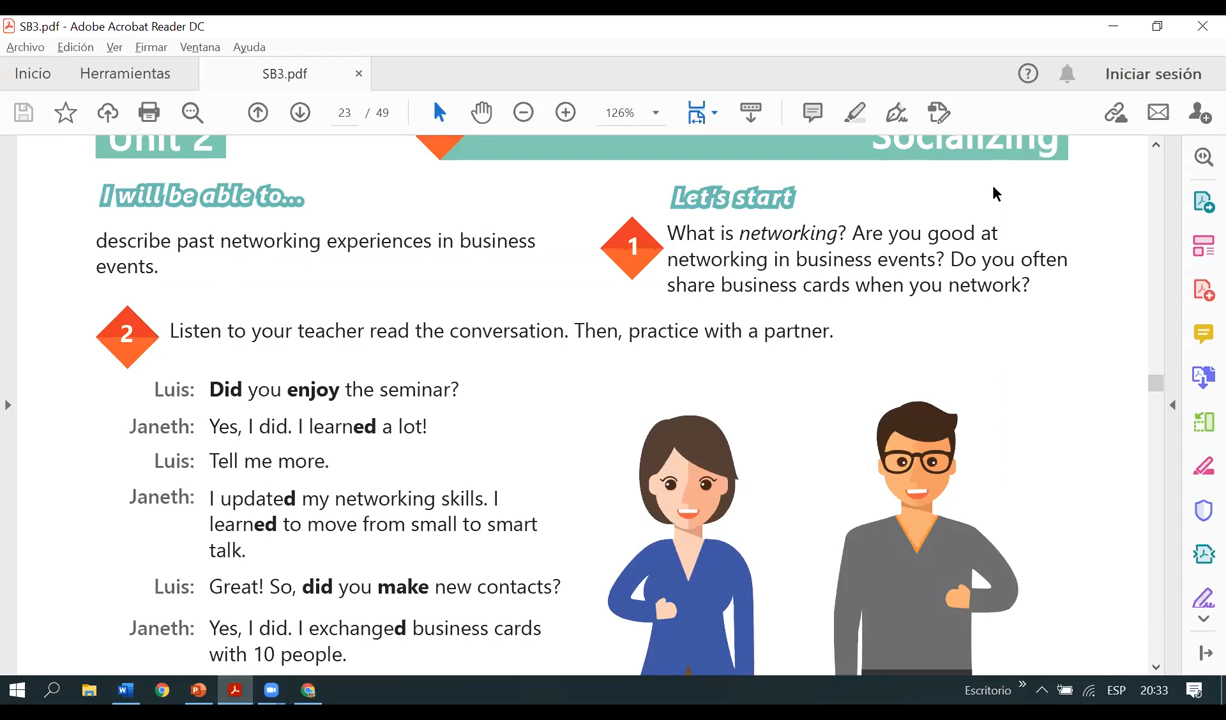 SB3.pdf - Adobe Acrobat Reader DC
Archivo Edición Ver Firmar Ventana Ayuda
Inicio Herramientas SB3.pdf × Iniciar sesión
23 / 49 126%
Unit 2 Socializing
I will be able to...
describe past networking experiences in business
events.
Let's start
1 What is networking? Are you good at
networking in business events? Do you often
share business cards when you network?
2 Listen to your teacher read the conversation. Then, practice with a partner.
Luis: Did you enjoy the seminar?
Janeth: Yes, I did. I learned a lot!
Luis: Tell me more.
Janeth: I updated my networking skills. I
learned to move from small to smart
talk.
Luis: Great! So, did you make new contacts?
Janeth: Yes, I did. I exchanged business cards
with 10 people.
Escritorio » ESP 20:33